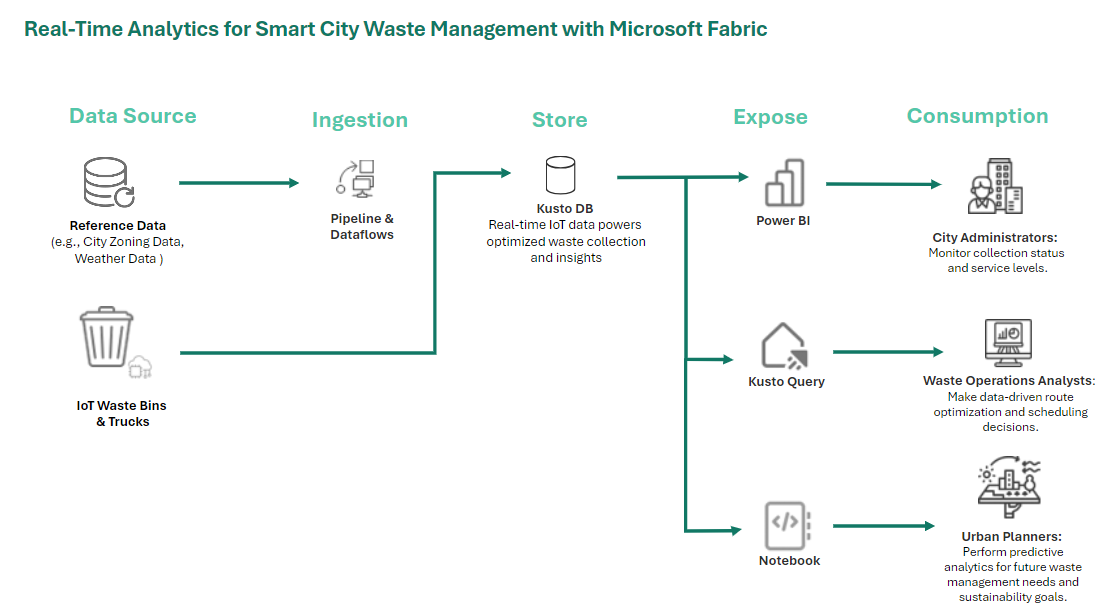 Real-Time Analytics for Smart City Waste Management with Microsoft Fabric
Data Source
Ingestion
Store
Expose
Consumption
Reference Data
(e.g., City Zoning Data,
Weather Data )
Pipeline &
Dataflows
Kusto DB
Real-time IoT data powers
optimized waste collection
and insights
Power BI
City Administrators:
Monitor collection status
and service levels.
IoT Waste Bins
& Trucks
Kusto Query
Waste Operations Analysts:
Make data-driven route
optimization and scheduling
decisions.
</>
Notebook
Urban Planners:
Perform predictive
analytics for future waste
management needs and
sustainability goals.